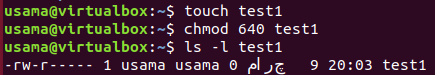 usama@virtualbox:~$ touch test1
usama@virtualbox:~$ chmod 640 test1
usama@virtualbox:~$ ls -l test1
-rw-r----- 1 usama usama 0 مارچ   9 20:03 test1